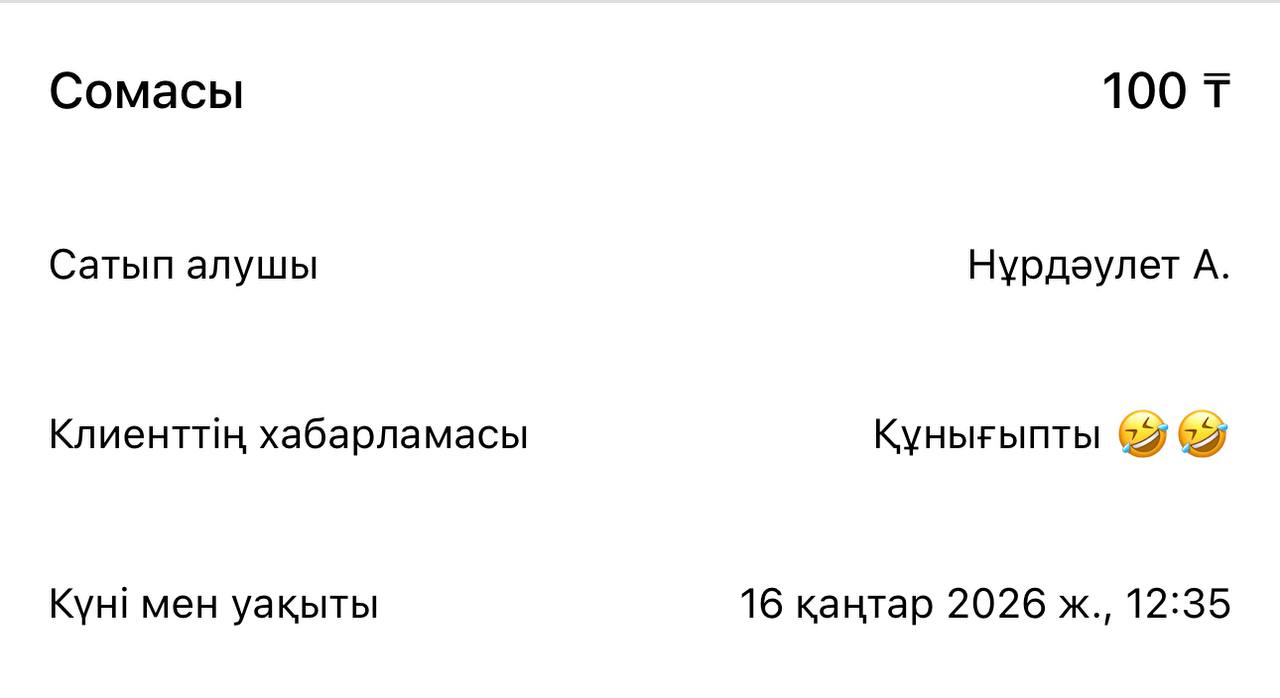 Сомасы 100 ₸
Сатып алушы Нұрдәулет А.
Клиенттің хабарламасы Құнығыпты 🤣🤣
Күні мен уақыты 16 қаңтар 2026 ж., 12:35